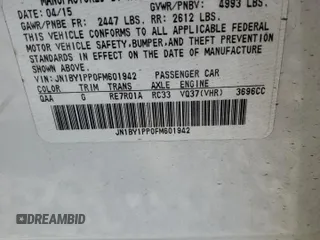 DATE: 04/15 GVWR/PNBV: 4993 LBS.
GAWR/PNBE FR: 2447 LBS. RR: 2612 LBS.
THIS VEHICLE CONFORMS TO ALL APPLICABLE FEDERAL
MOTOR VEHICLE SAFETY,BUMPER,AND THEFT PREVENTION
STANDARDS IN EFFECT ON THE DATE OF MANUFACTURE
SHOWN ABOVE.
VIN:JN1BY1PP0FM601942 PASSENGER CAR
COLOR TRIM TRANS AXLE ENGINE
QAA 0 RE7R01A RC33 VQ37(VHR) 3696CC
JN1BY1PP0FM601942
DREAMBID